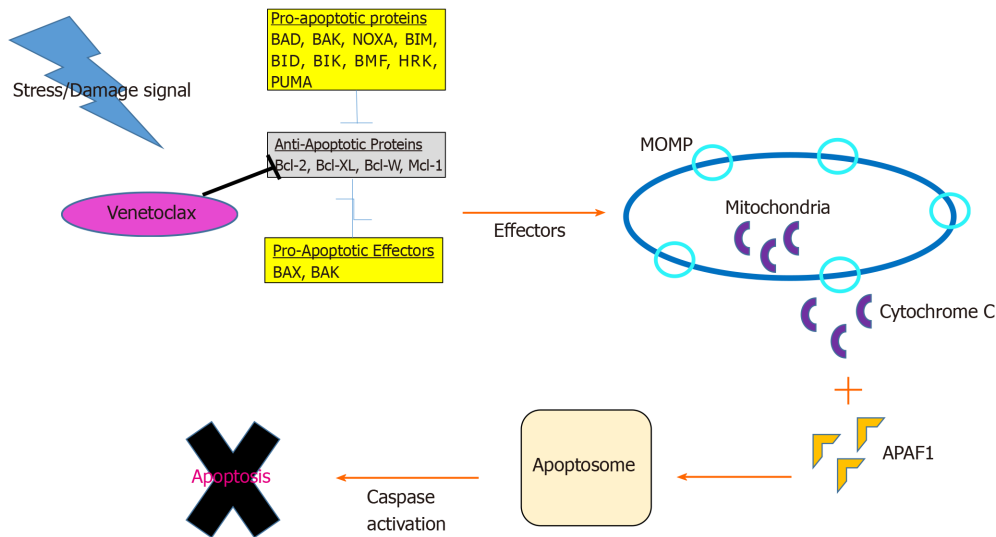 Pro-apoptotic proteins
BAD, BAK, NOXA, BIM,
BID, BIK, BMF, HRK,
PUMA
Stress/Damage signal
Anti-Apoptotic Proteins
Bcl-2, Bcl-XL, Bcl-W, Mcl-1
MOMP
Venetoclax
Mitochondria
Effectors
Pro-Apoptotic Effectors
BAX, BAK
Cytochrome C
APAF1
Apoptosome
Apoptosis
Caspase
activation